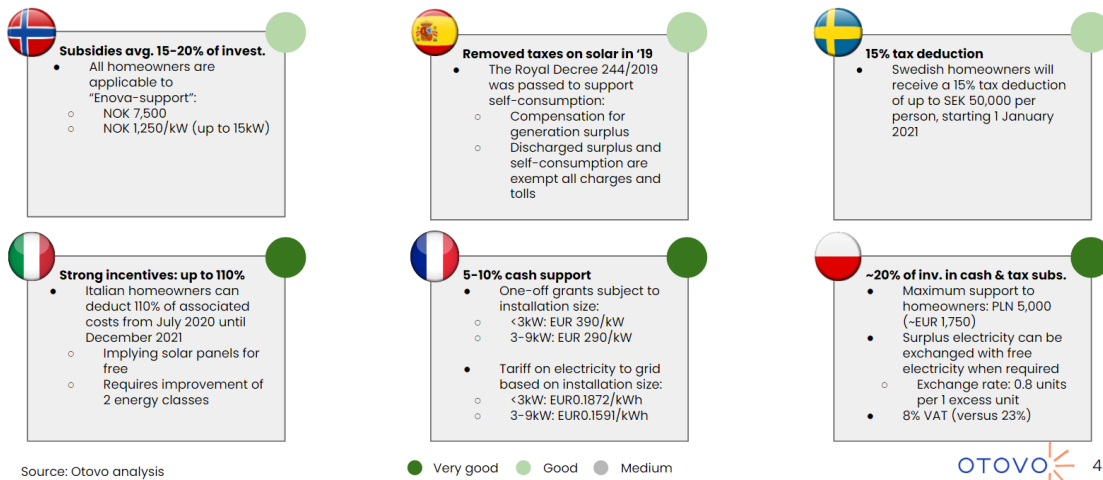 Subsidies avg. 15-20% of invest.
● All homeowners are
applicable to
“Enova-support”:
○ NOK 7,500
○ NOK 1,250/kW (up to 15kW)
Removed taxes on solar in ‘19
● The Royal Decree 244/2019
was passed to support
self-consumption:
○ Compensation for
generation surplus
○ Discharged surplus and
self-consumption are
exempt all charges and
tolls
15% tax deduction
● Swedish homeowners will
receive a 15% tax deduction
of up to SEK 50,000 per
person, starting 1 January
2021
Strong incentives: up to 110%
● Italian homeowners can
deduct 110% of associated
costs from July 2020 until
December 2021
○ Implying solar panels for
free
○ Requires improvement of
2 energy classes
5-10% cash support
● One-off grants subject to
installation size:
○ <3kW: EUR 390/kW
○ 3-9kW: EUR 290/kW
● Tariff on electricity to grid
based on installation size:
○ <3kW: EUR0.1872/kWh
○ 3-9kW: EUR0.1591/kWh
~20% of inv. in cash & tax subs.
● Maximum support to
homeowners: PLN 5,000
(~EUR 1,750)
● Surplus electricity can be
exchanged with free
electricity when required
○ Exchange rate: 0.8 units
per 1 excess unit
● 8% VAT (versus 23%)
Source: Otovo analysis
Very good
Good
Medium
OTOVO
4